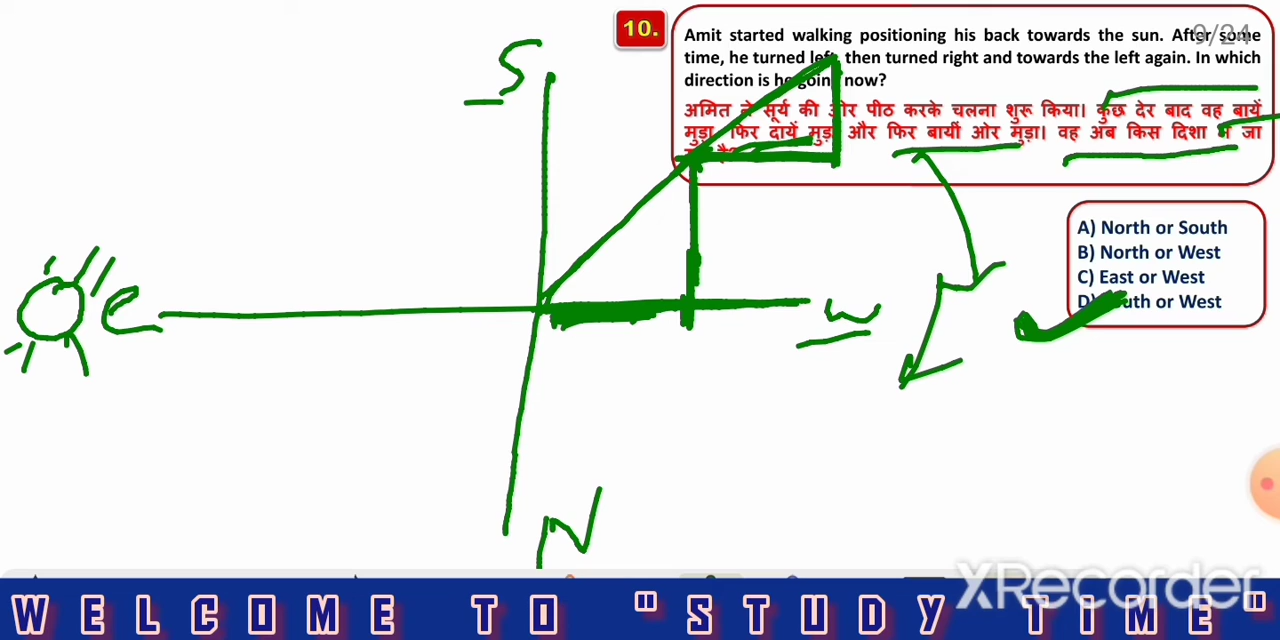 10.
9/24
Amit started walking positioning his back towards the sun. After some
time, he turned left, then turned right and towards the left again. In which
direction is he going now?
अमित ने सूर्य की ओर पीठ करके चलना शुरू किया। कुछ देर बाद वह बायें
मुड़ा, फिर दायें मुड़ा और फिर बायीं ओर मुड़ा। वह अब किस दिशा में जा
है?
S
A) North or South
B) North or West
C) East or West
D) South or West
E
W
N
XRecorder
WELCOME TO "STUDY TIME"